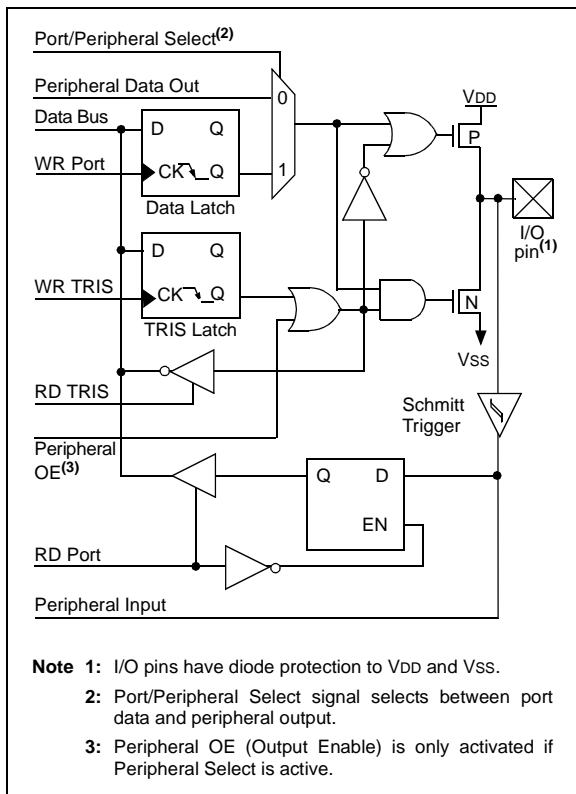 Port/Peripheral Select(2)
Peripheral Data Out
Data Bus
WR Port
D Q
CK Q
Data Latch
0
1
VDD
P
I/O
pin(1)
D Q
CK Q
TRIS Latch
WR TRIS
N
VSS
RD TRIS
Schmitt
Trigger
Peripheral
OE(3)
Q D
EN
RD Port
Peripheral Input
Note 1: I/O pins have diode protection to VDD and VSS.
2: Port/Peripheral Select signal selects between port
data and peripheral output.
3: Peripheral OE (Output Enable) is only activated if
Peripheral Select is active.